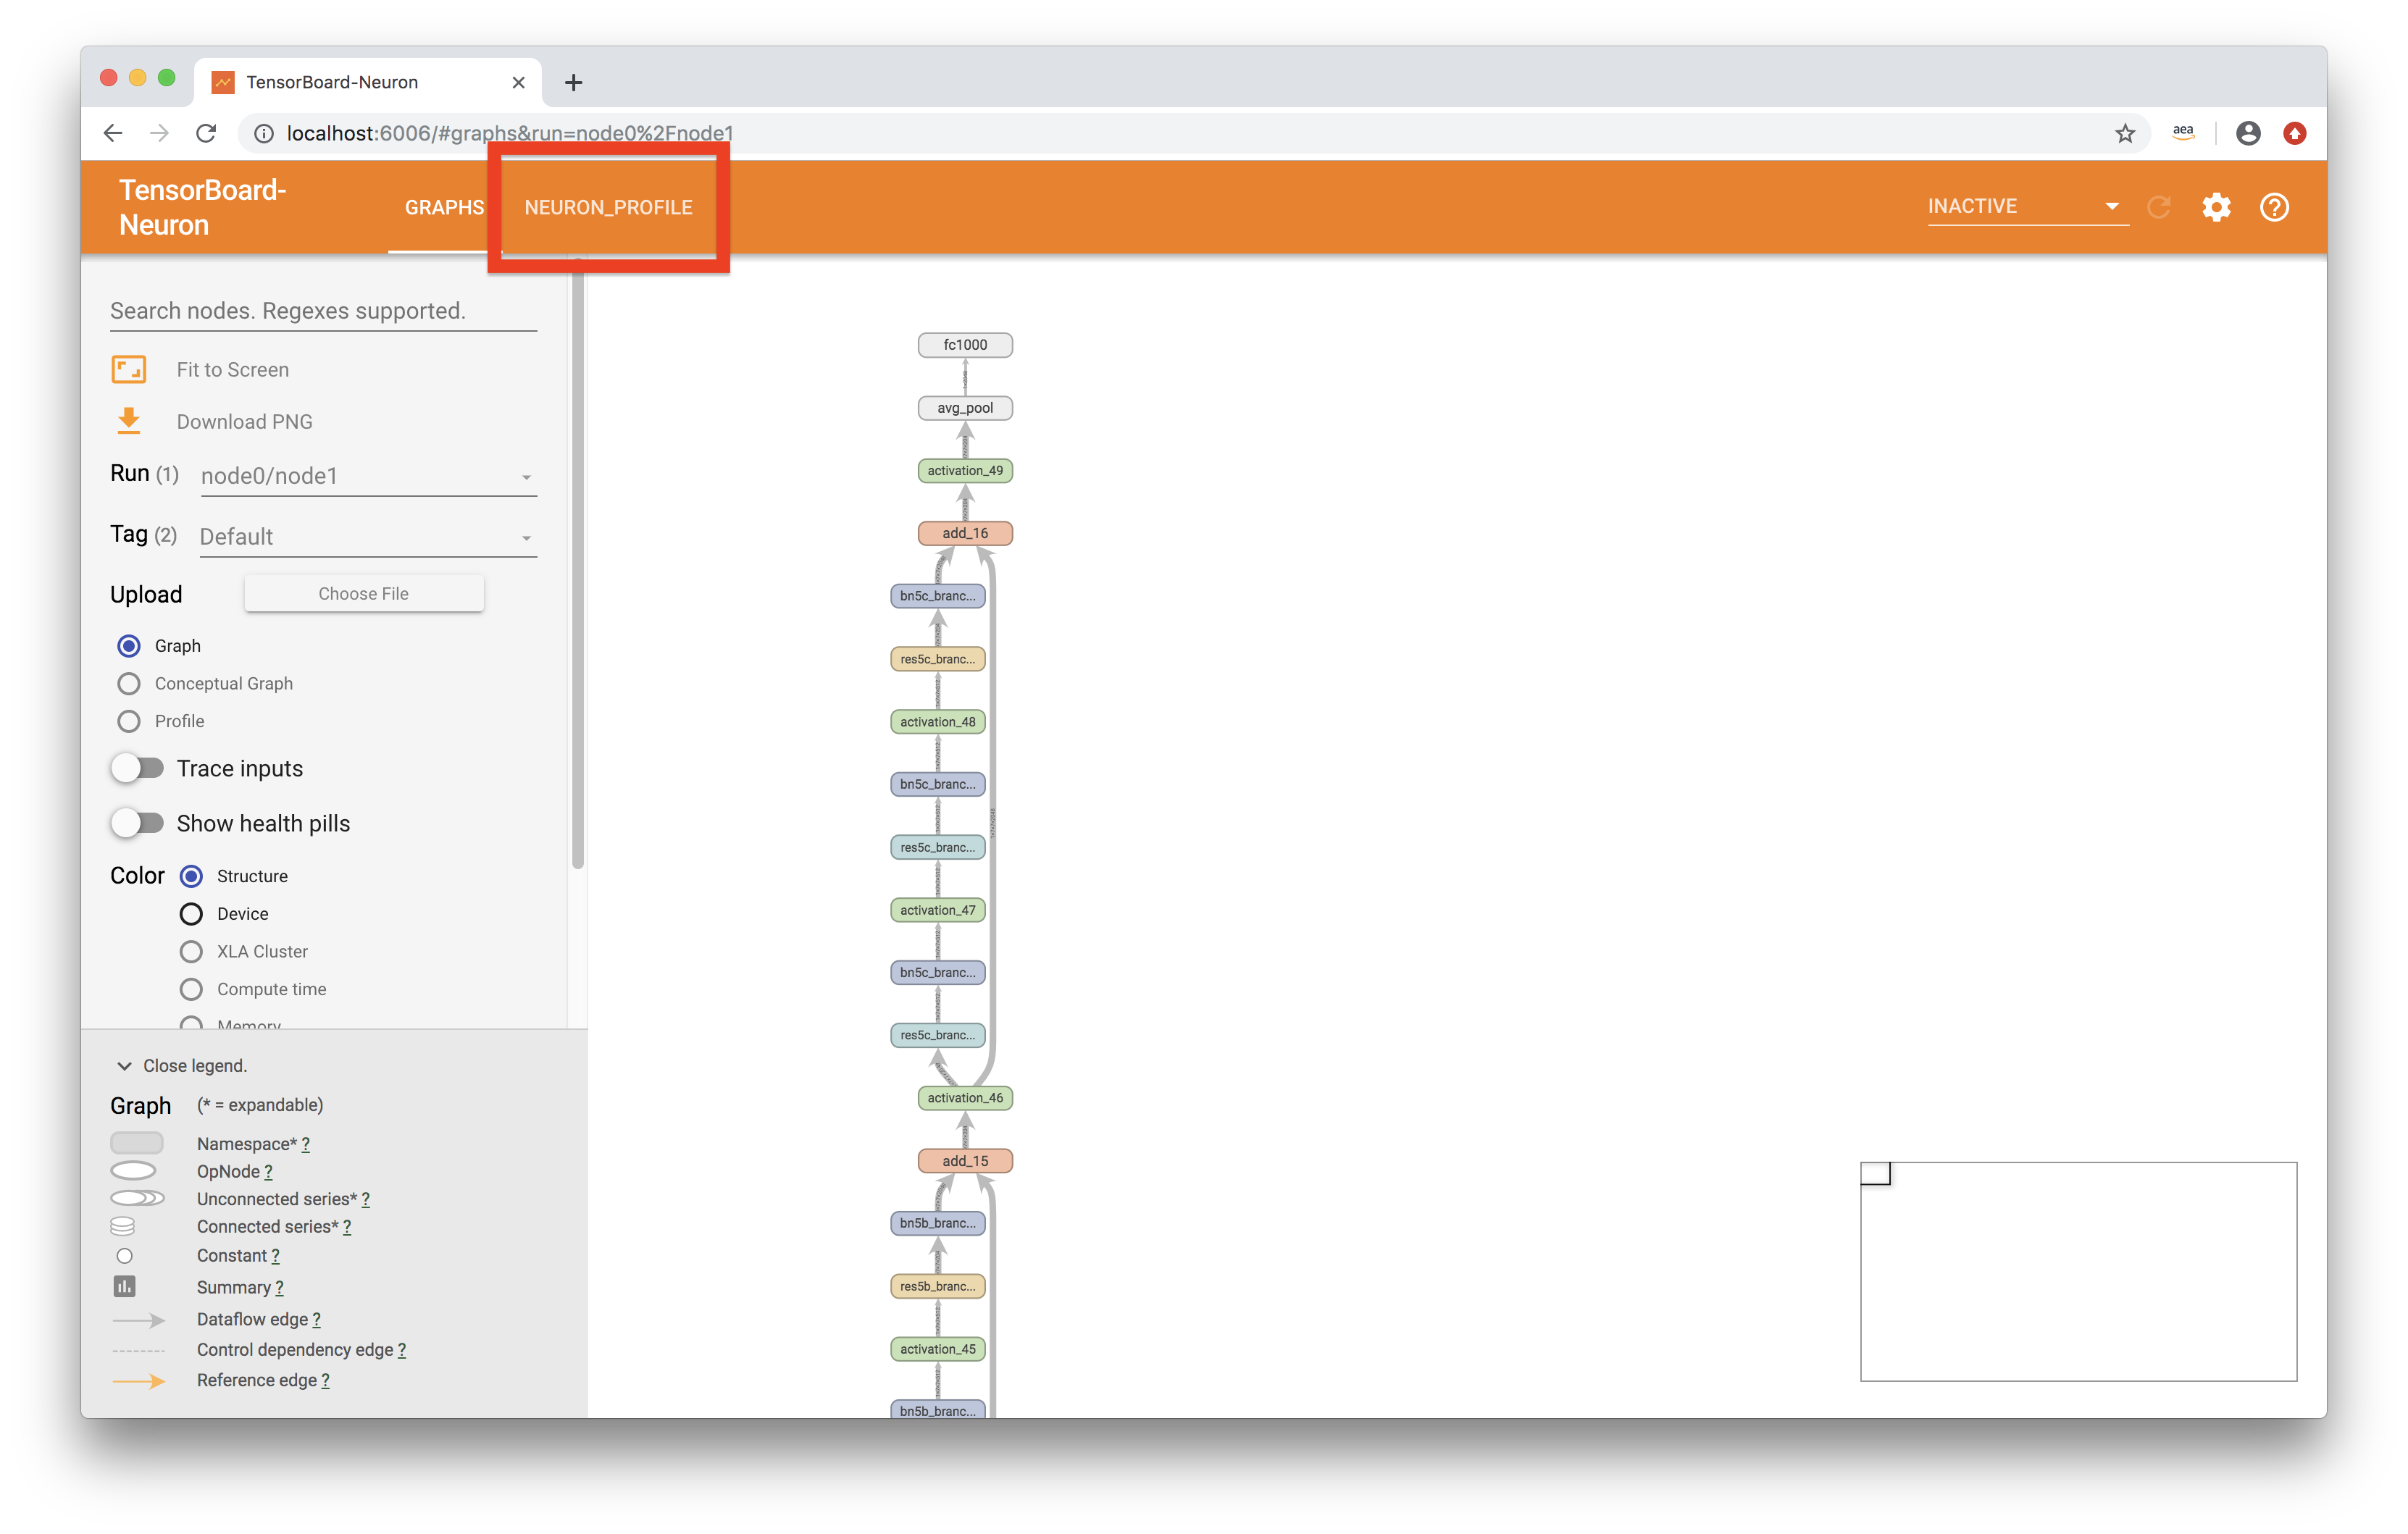 TensorBoard-Neuron
localhost:6006/#graphs&run=node0%2Fnode1
aea
TensorBoard-
Neuron
GRAPHS
NEURON_PROFILE
INACTIVE
Search nodes. Regexes supported.
Fit to Screen
Download PNG
Run (1) node0/node1
Tag (2) Default
Upload Choose File
Graph
Conceptual Graph
Profile
Trace inputs
Show health pills
Color Structure
Device
XLA Cluster
Compute time
Memory
Close legend.
Graph (* = expandable)
Namespace* ?
OpNode ?
Unconnected series* ?
Connected series* ?
Constant ?
Summary ?
Dataflow edge ?
Control dependency edge ?
Reference edge ?
fc1000
avg_pool
activation_49
add_16
bn5c_branc...
res5c_branc...
activation_48
bn5c_branc...
res5c_branc...
activation_47
bn5c_branc...
res5c_branc...
activation_46
add_15
bn5b_branc...
res5b_branc...
activation_45
bn5b_branc...